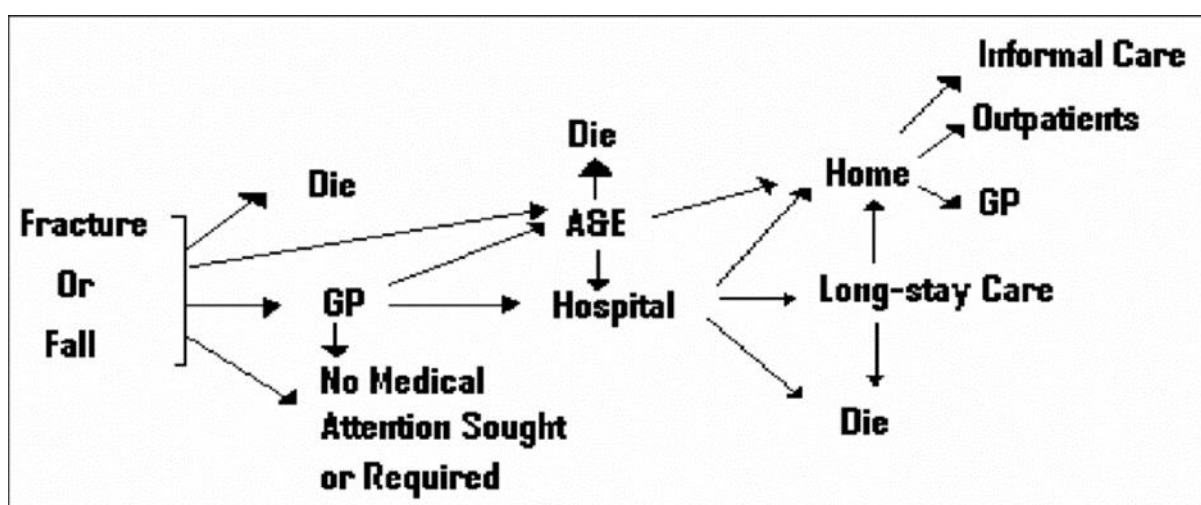 Fracture
Or
Fall
Die
GP
No Medical
Attention Sought
or Required
Die
A&E
Hospital
Home
Long-stay Care
Die
Informal Care
Outpatients
GP